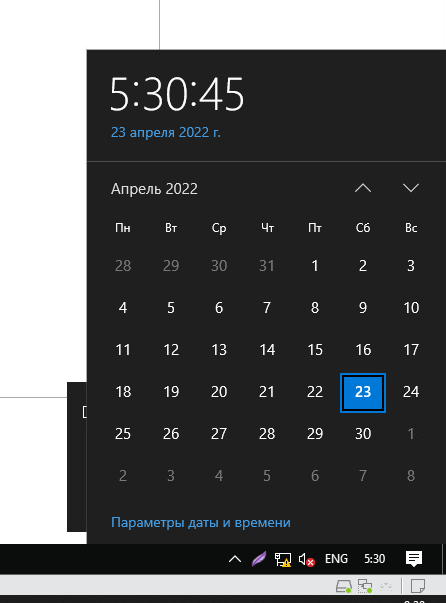 5:30:45
23 апреля 2022 г.
Апрель 2022
Пн Вт Ср Чт Пт Сб Вс
28 29 30 31 1 2 3
4 5 6 7 8 9 10
11 12 13 14 15 16 17
18 19 20 21 22 23 24
25 26 27 28 29 30 1
2 3 4 5 6 7 8
Параметры даты и времени
ENG 5:30